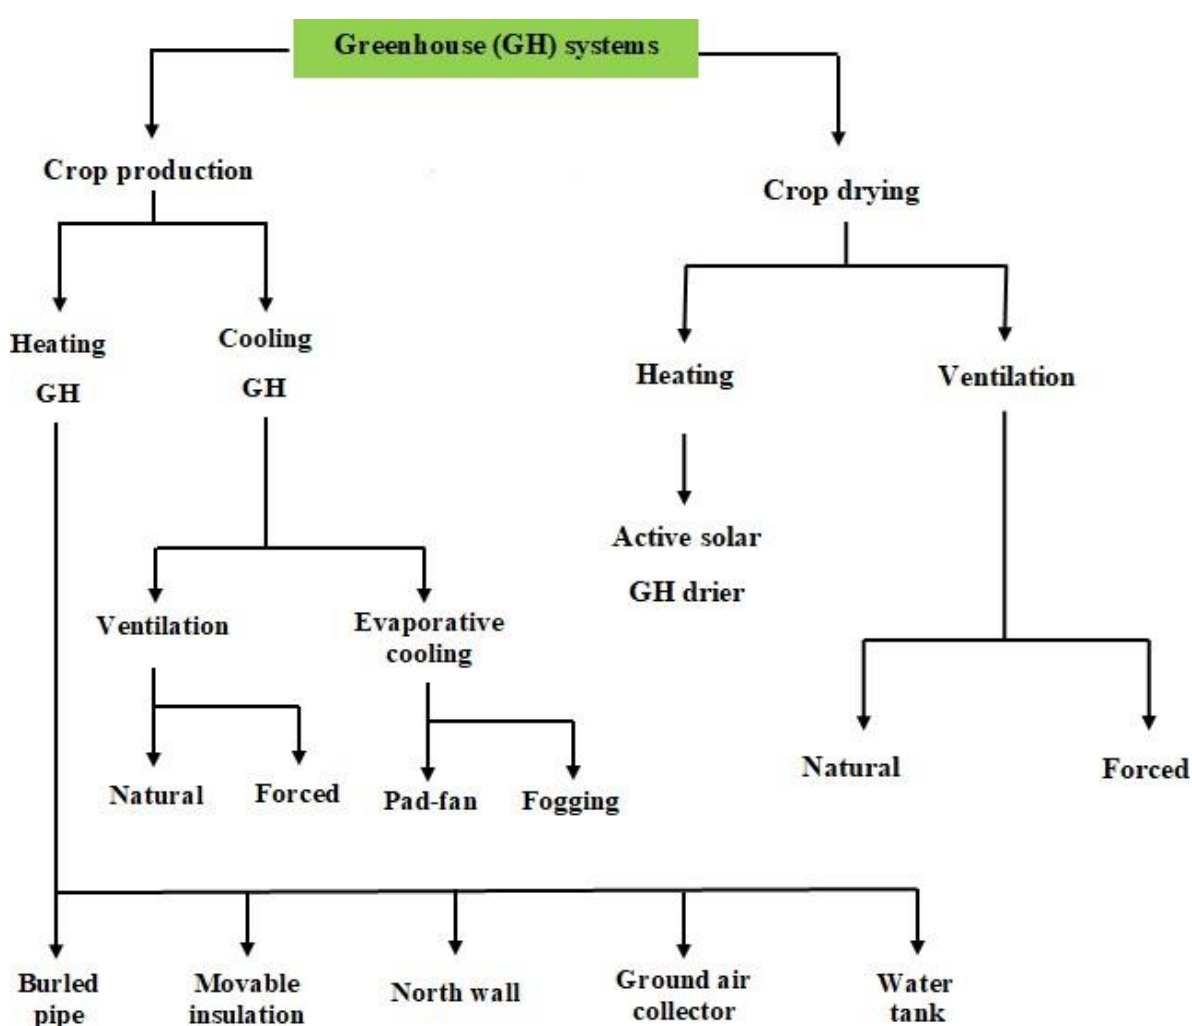 Greenhouse (GH) systems
Crop production
Crop drying
Heating
GH
Cooling
GH
Heating
Ventilation
Active solar
GH drier
Ventilation
Evaporative
cooling
Natural
Forced
Pad-fan
Fogging
Natural
Forced
Burled
pipe
Movable
insulation
North wall
Ground air
collector
Water
tank